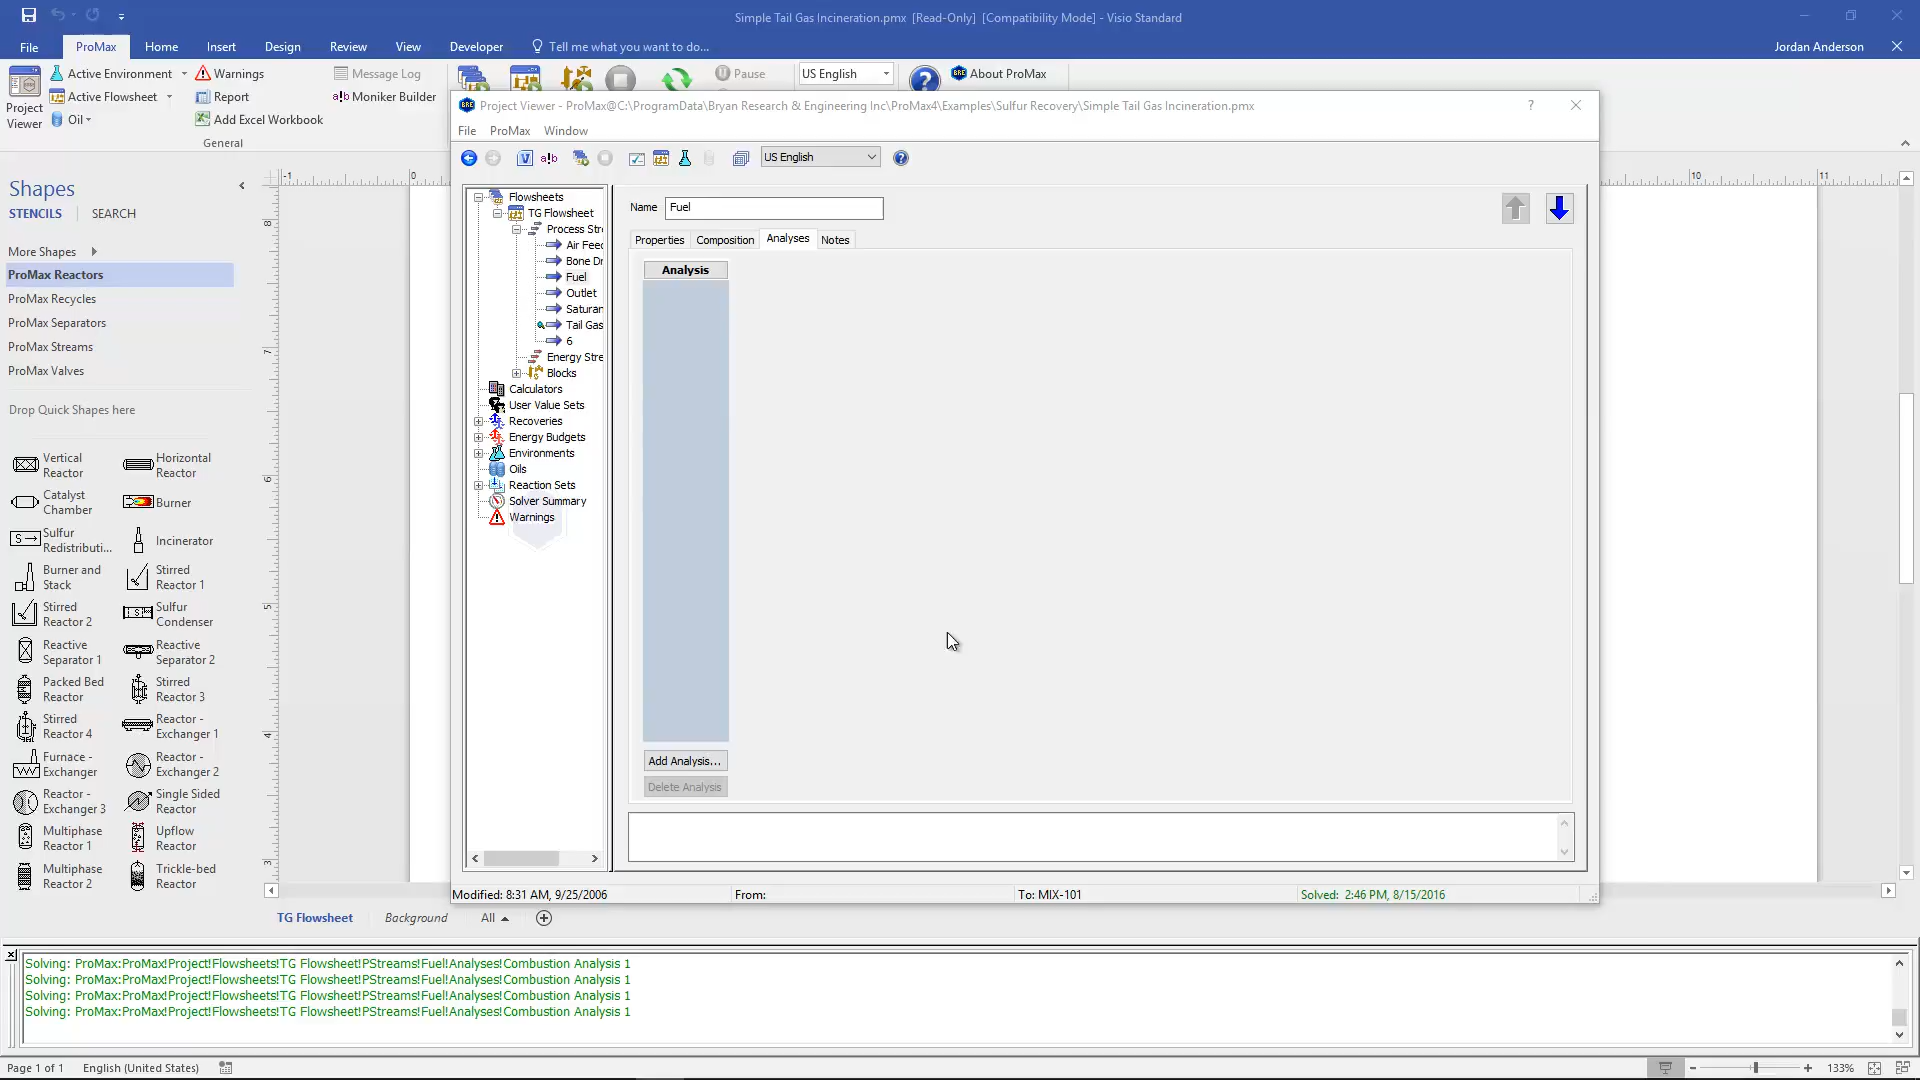 Simple Tail Gas Incineration.pmx [Read-Only] [Compatibility Mode] - Visio Standard
File
ProMax
Home
Insert
Design
Review
View
Developer
Tell me what you want to do...
Jordan Anderson
Project
Viewer
Active Environment
Active Flowsheet
Oil
Warnings
Report
Add Excel Workbook
Message Log
a!b Moniker Builder
General
Pause
US English
BRE About ProMax
Shapes
STENCILS
SEARCH
More Shapes
ProMax Reactors
ProMax Recycles
ProMax Separators
ProMax Streams
ProMax Valves
Drop Quick Shapes here
Vertical
Reactor
Horizontal
Reactor
Catalyst
Chamber
Burner
Sulfur
Redistributi...
Incinerator
Burner and
Stack
Stirred
Reactor 1
Stirred
Reactor 2
Sulfur
Condenser
Reactive
Separator 1
Reactive
Separator 2
Packed Bed
Reactor
Stirred
Reactor 3
Stirred
Reactor 4
Reactor -
Exchanger 1
Furnace -
Exchanger
Reactor -
Exchanger 2
Reactor -
Exchanger 3
Single Sided
Reactor
Multiphase
Reactor 1
Upflow
Reactor
Multiphase
Reactor 2
Trickle-bed
Reactor
-1
0
10
11
8
7
6
5
4
3
BRE Project Viewer - ProMax@C:\ProgramData\Bryan Research & Engineering Inc\ProMax4\Examples\Sulfur Recovery\Simple Tail Gas Incineration.pmx
File
ProMax
Window
a!b
US English
Flowsheets
TG Flowsheet
Process Stre
Air Feed
Bone Dr
Fuel
Outlet
Saturan
Tail Gas
6
Energy Stre
Blocks
Calculators
User Value Sets
Recoveries
Energy Budgets
Environments
Oils
Reaction Sets
Solver Summary
Warnings
Name
Fuel
Properties
Composition
Analyses
Notes
Analysis
Add Analysis...
Delete Analysis
Modified: 8:31 AM, 9/25/2006
From:
To: MIX-101
Solved: 2:46 PM, 8/15/2016
TG Flowsheet
Background
All
Solving: ProMax:ProMax!Project!Flowsheets!TG Flowsheet!PStreams!Fuel!Analyses!Combustion Analysis 1
Solving: ProMax:ProMax!Project!Flowsheets!TG Flowsheet!PStreams!Fuel!Analyses!Combustion Analysis 1
Solving: ProMax:ProMax!Project!Flowsheets!TG Flowsheet!PStreams!Fuel!Analyses!Combustion Analysis 1
Solving: ProMax:ProMax!Project!Flowsheets!TG Flowsheet!PStreams!Fuel!Analyses!Combustion Analysis 1
Page 1 of 1
English (United States)
133%